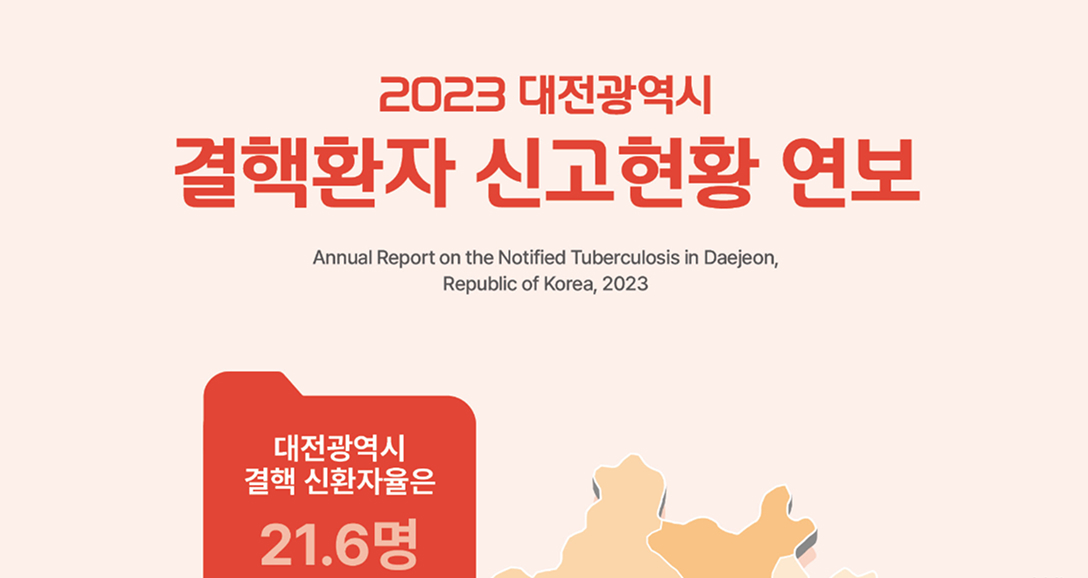 2023 대전광역시
결핵환자 신고현황 연보
Annual Report on the Notified Tuberculosis in Daejeon,
Republic of Korea, 2023
대전광역시
결핵 신환자율은
21.6명